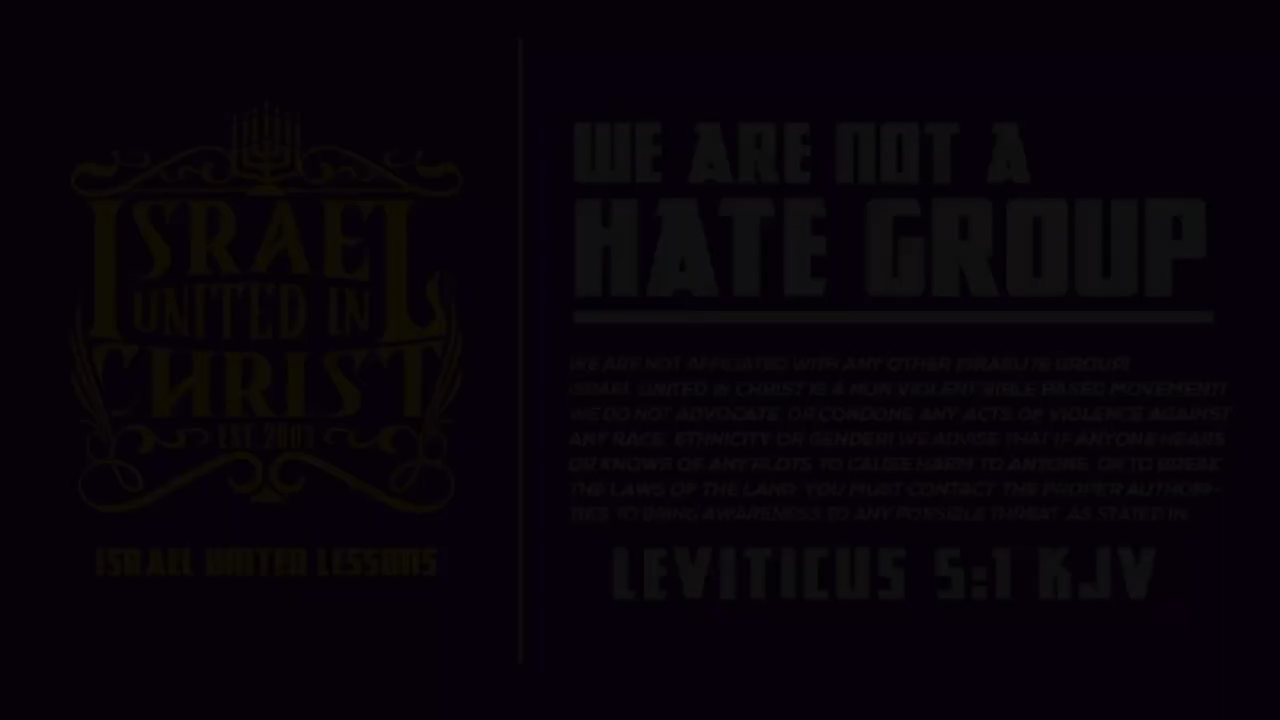 ISRAEL
UNITED IN
CHRIST
EST. 2003
ISRAEL UNITED LESSONS
WE ARE NOT A
HATE GROUP
WE ARE NOT AFFILIATED WITH ANY OTHER ISRAELITE GROUP!
ISRAEL UNITED IN CHRIST IS A NON VIOLENT BIBLE BASED MOVEMENT!
WE DO NOT ADVOCATE, OR CONDONE ANY ACTS OF VIOLENCE AGAINST
ANY RACE, ETHNICITY OR GENDER! WE ADVISE THAT IF ANYONE HEARS
OR KNOWS OF ANY PLOTS TO CAUSE HARM TO ANYONE, OR TO BREAK
THE LAWS OF THE LAND, YOU MUST CONTACT THE PROPER AUTHORI-
TIES TO BRING AWARENESS TO ANY POSSIBLE THREAT, AS STATED IN,
LEVITICUS 5:1 KJV